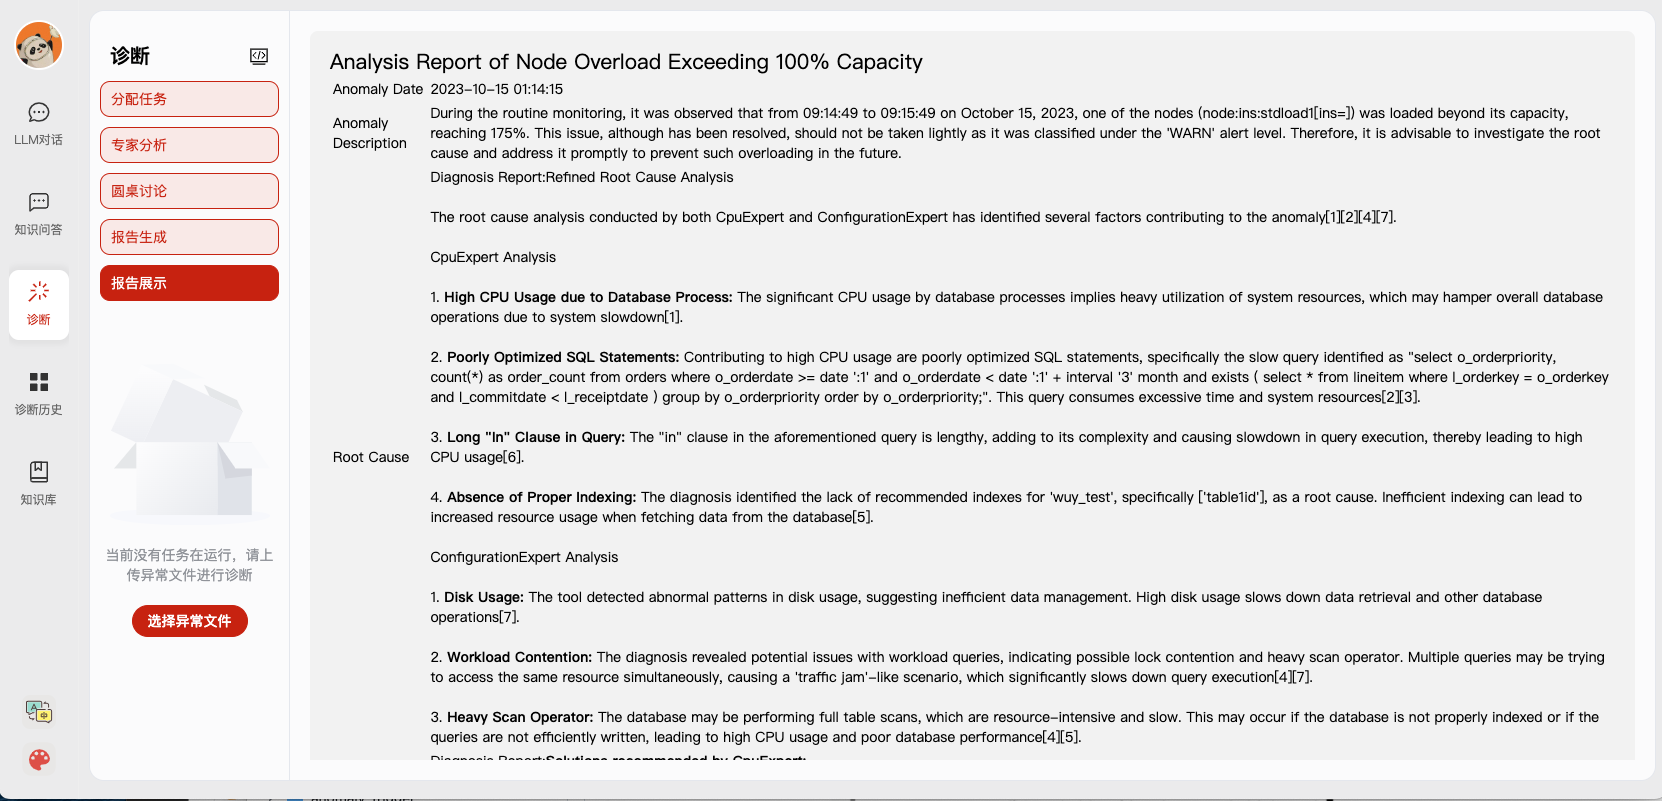 LLM对话
知识问答
诊断
诊断历史
知识库
诊断
分配任务
专家分析
圆桌讨论
报告生成
报告展示
当前没有任务在运行，请上
传异常文件进行诊断
选择异常文件
Analysis Report of Node Overload Exceeding 100% Capacity
Anomaly Date 2023-10-15 01:14:15
Anomaly
Description
During the routine monitoring, it was observed that from 09:14:49 to 09:15:49 on October 15, 2023, one of the nodes (node:ins:stdload1[ins=]) was loaded beyond its capacity,
reaching 175%. This issue, although has been resolved, should not be taken lightly as it was classified under the 'WARN' alert level. Therefore, it is advisable to investigate the root
cause and address it promptly to prevent such overloading in the future.
Root Cause
Diagnosis Report:Refined Root Cause Analysis
The root cause analysis conducted by both CpuExpert and ConfigurationExpert has identified several factors contributing to the anomaly[1][2][4][7].
CpuExpert Analysis
1. High CPU Usage due to Database Process: The significant CPU usage by database processes implies heavy utilization of system resources, which may hamper overall database
operations due to system slowdown[1].
2. Poorly Optimized SQL Statements: Contributing to high CPU usage are poorly optimized SQL statements, specifically the slow query identified as "select o_orderpriority,
count(*) as order_count from orders where o_orderdate >= date ':1' and o_orderdate < date ':1' + interval '3' month and exists ( select * from lineitem where l_orderkey = o_orderkey
and l_commitdate < l_receiptdate ) group by o_orderpriority order by o_orderpriority;". This query consumes excessive time and system resources[2][3].
3. Long "In" Clause in Query: The "in" clause in the aforementioned query is lengthy, adding to its complexity and causing slowdown in query execution, thereby leading to high
CPU usage[6].
4. Absence of Proper Indexing: The diagnosis identified the lack of recommended indexes for 'wuy_test', specifically ['table1id'], as a root cause. Inefficient indexing can lead to
increased resource usage when fetching data from the database[5].
ConfigurationExpert Analysis
1. Disk Usage: The tool detected abnormal patterns in disk usage, suggesting inefficient data management. High disk usage slows down data retrieval and other database
operations[7].
2. Workload Contention: The diagnosis revealed potential issues with workload queries, indicating possible lock contention and heavy scan operator. Multiple queries may be trying
to access the same resource simultaneously, causing a 'traffic jam'-like scenario, which significantly slows down query execution[4][7].
3. Heavy Scan Operator: The database may be performing full table scans, which are resource-intensive and slow. This may occur if the database is not properly indexed or if the
queries are not efficiently written, leading to high CPU usage and poor database performance[4][5].
Diagnosis Report:Solutions recommended by CpuExpert: